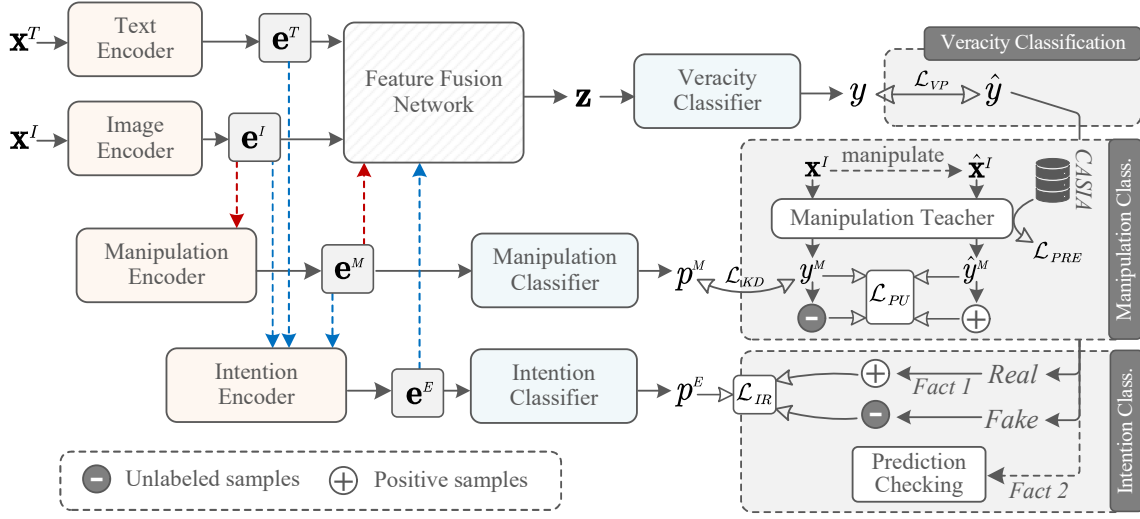 x^T
Text
Encoder
e^T
Feature Fusion
Network
z
Veracity
Classifier
y
L_VP
ŷ
Veracity Classification
x^I
Image
Encoder
e^I
x^I
manipulate
x̂^I
CASIA
Manipulation Class.
Manipulation Teacher
L_PRE
Manipulation
Encoder
e^M
Manipulation
Classifier
p^M
L_KD
y^M
L_PU
ŷ^M
-
+
Intention
Encoder
e^E
Intention
Classifier
p^E
L_IR
+
Fact 1
Real
-
Fake
Intention Class.
Prediction
Checking
Fact 2
- Unlabeled samples
+ Positive samples